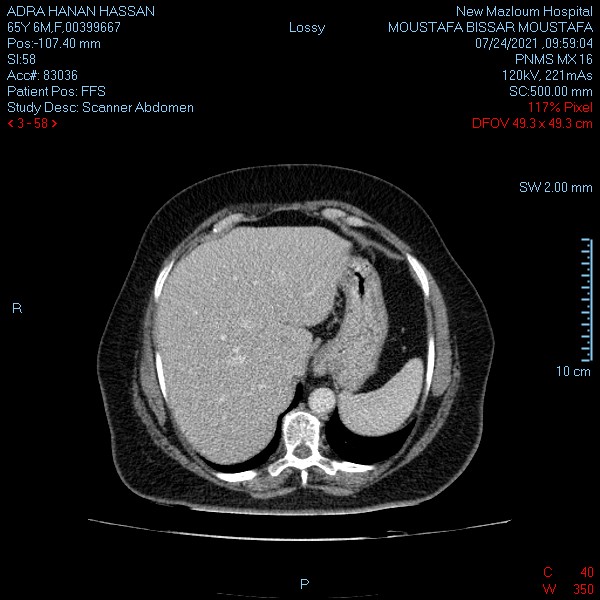 ADRA HANAN HASSAN
65Y 6M,F,00399667
Pos:-107.40 mm
SI:58
Acc#: 83036
Patient Pos: FFS
Study Desc: Scanner Abdomen
< 3 - 58 >
Lossy
New Mazloum Hospital
MOUSTAFA BISSAR MOUSTAFA
07/24/2021 ,09:59:04
PNMS MX 16
120kV, 221mAs
SC:500.00 mm
117% Pixel
DFOV 49.3 x 49.3 cm
SW 2.00 mm
R
10 cm
P
C 40
W 350